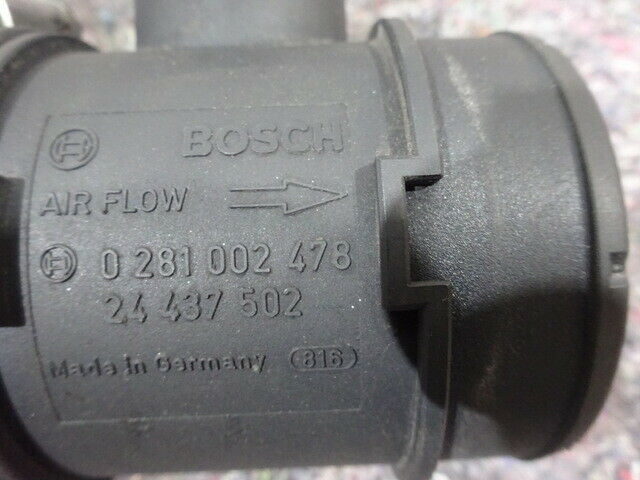 BOSCH
AIR FLOW
0 281 002 478
24 437 502
Made in Germany 816